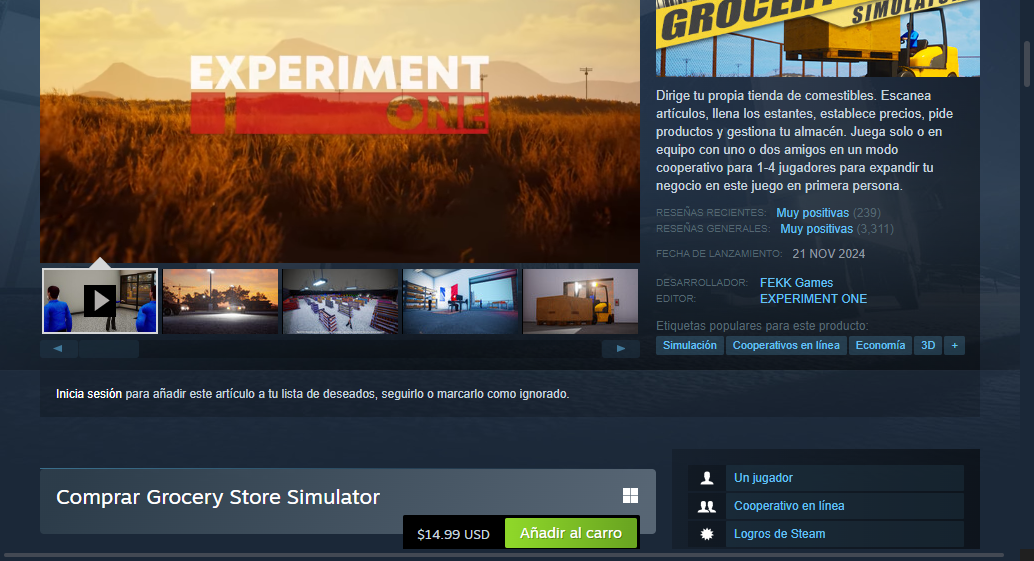 EXPERIMENT
ONE
GROCERY
SIMULATOR
Dirige tu propia tienda de comestibles. Escanea
artículos, llena los estantes, establece precios, pide
productos y gestiona tu almacén. Juega solo o en
equipo con uno o dos amigos en un modo
cooperativo para 1-4 jugadores para expandir tu
negocio en este juego en primera persona.
RESEÑAS RECIENTES: Muy positivas (239)
RESEÑAS GENERALES: Muy positivas (3,311)
FECHA DE LANZAMIENTO: 21 NOV 2024
DESARROLLADOR: FEKK Games
EDITOR: EXPERIMENT ONE
Etiquetas populares para este producto:
Simulación Cooperativos en línea Economía 3D +
Inicia sesión para añadir este artículo a tu lista de deseados, seguirlo o marcarlo como ignorado.
Comprar Grocery Store Simulator
$14.99 USD Añadir al carro
Un jugador
Cooperativo en línea
Logros de Steam